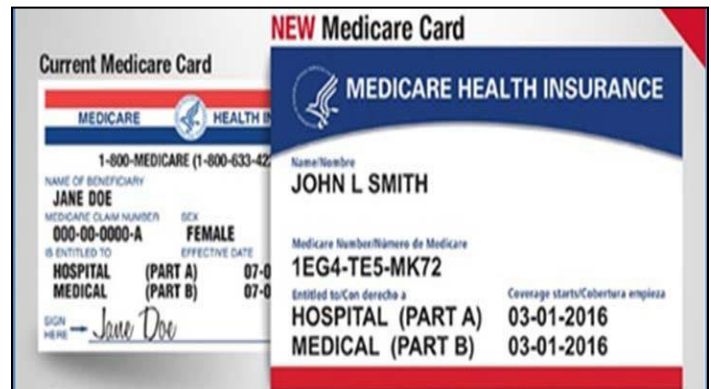 NEW Medicare Card
Current Medicare Card
MEDICARE HEALTH
1-800-MEDICARE (1-800-633-42
NAME OF BENEFICIARY
JANE DOE
MEDICARE CLAIM NUMBER SEX
000-00-0000-A FEMALE
IS ENTITLED TO EFFECTIVE DATE
HOSPITAL (PART A) 07-0
MEDICAL (PART B) 07-0
SIGN HERE Jane Doe
MEDICARE HEALTH INSURANCE
Name/Nombre
JOHN L SMITH
Medicare Number/Número de Medicare
1EG4-TE5-MK72
Entitled to/Con derecho a Coverage starts/Cobertura empieza
HOSPITAL (PART A) 03-01-2016
MEDICAL (PART B) 03-01-2016